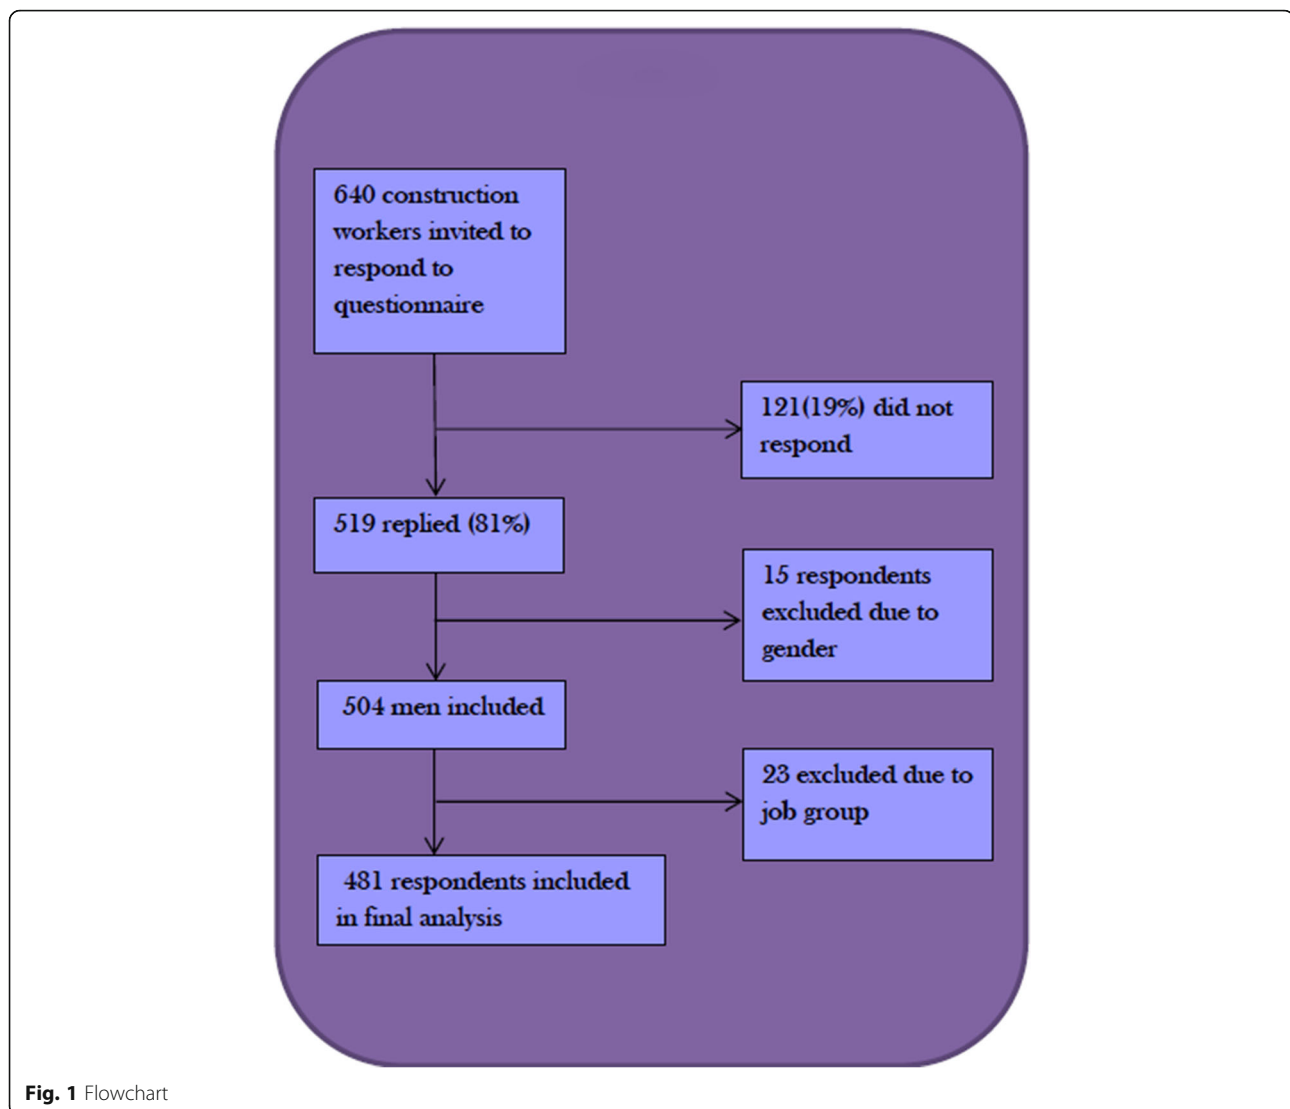 640 construction
workers invited to
respond to
questionnaire
121(19%) did not
respond
519 replied (81%)
15 respondents
excluded due to
gender
504 men included
23 excluded due to
job group
481 respondents included
in final analysis
Fig. 1 Flowchart